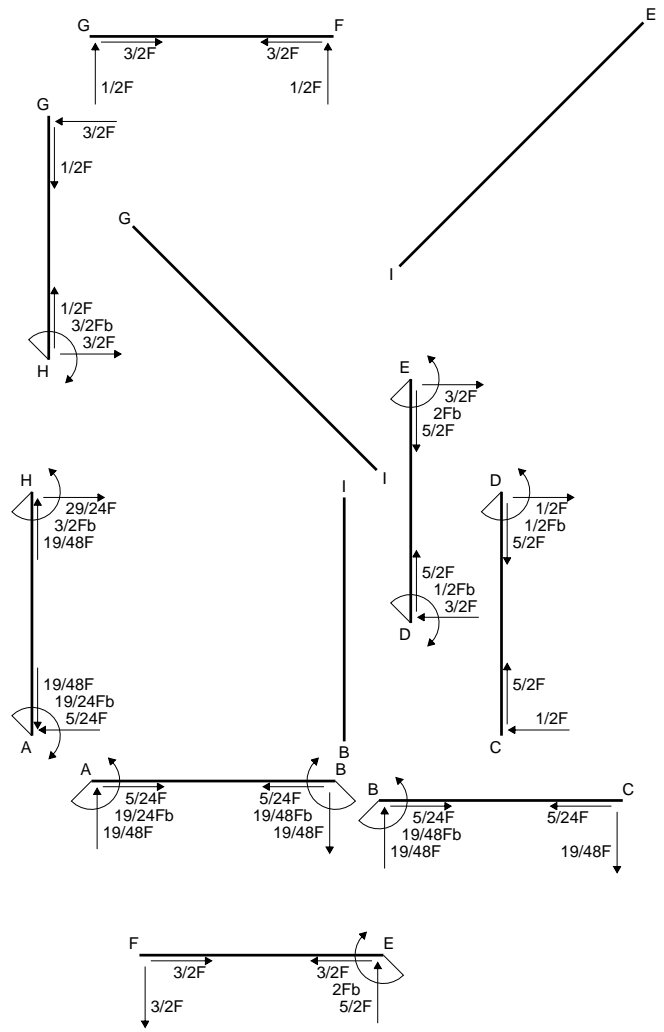 G F
3/2F 3/2F
1/2F 1/2F
E
G
3/2F
1/2F
1/2F
3/2Fb
3/2F
H
G
I
I
E
3/2F
2Fb
5/2F
5/2F
1/2Fb
3/2F
D
H
29/24F
3/2Fb
19/48F
19/48F
19/24Fb
5/24F
A
I
B
D
1/2F
1/2Fb
5/2F
5/2F
1/2F
C
A B
5/24F 5/24F
19/24Fb 19/48Fb
19/48F 19/48F
B C
5/24F 5/24F
19/48Fb
19/48F 19/48F
F E
3/2F 3/2F
2Fb
3/2F 5/2F